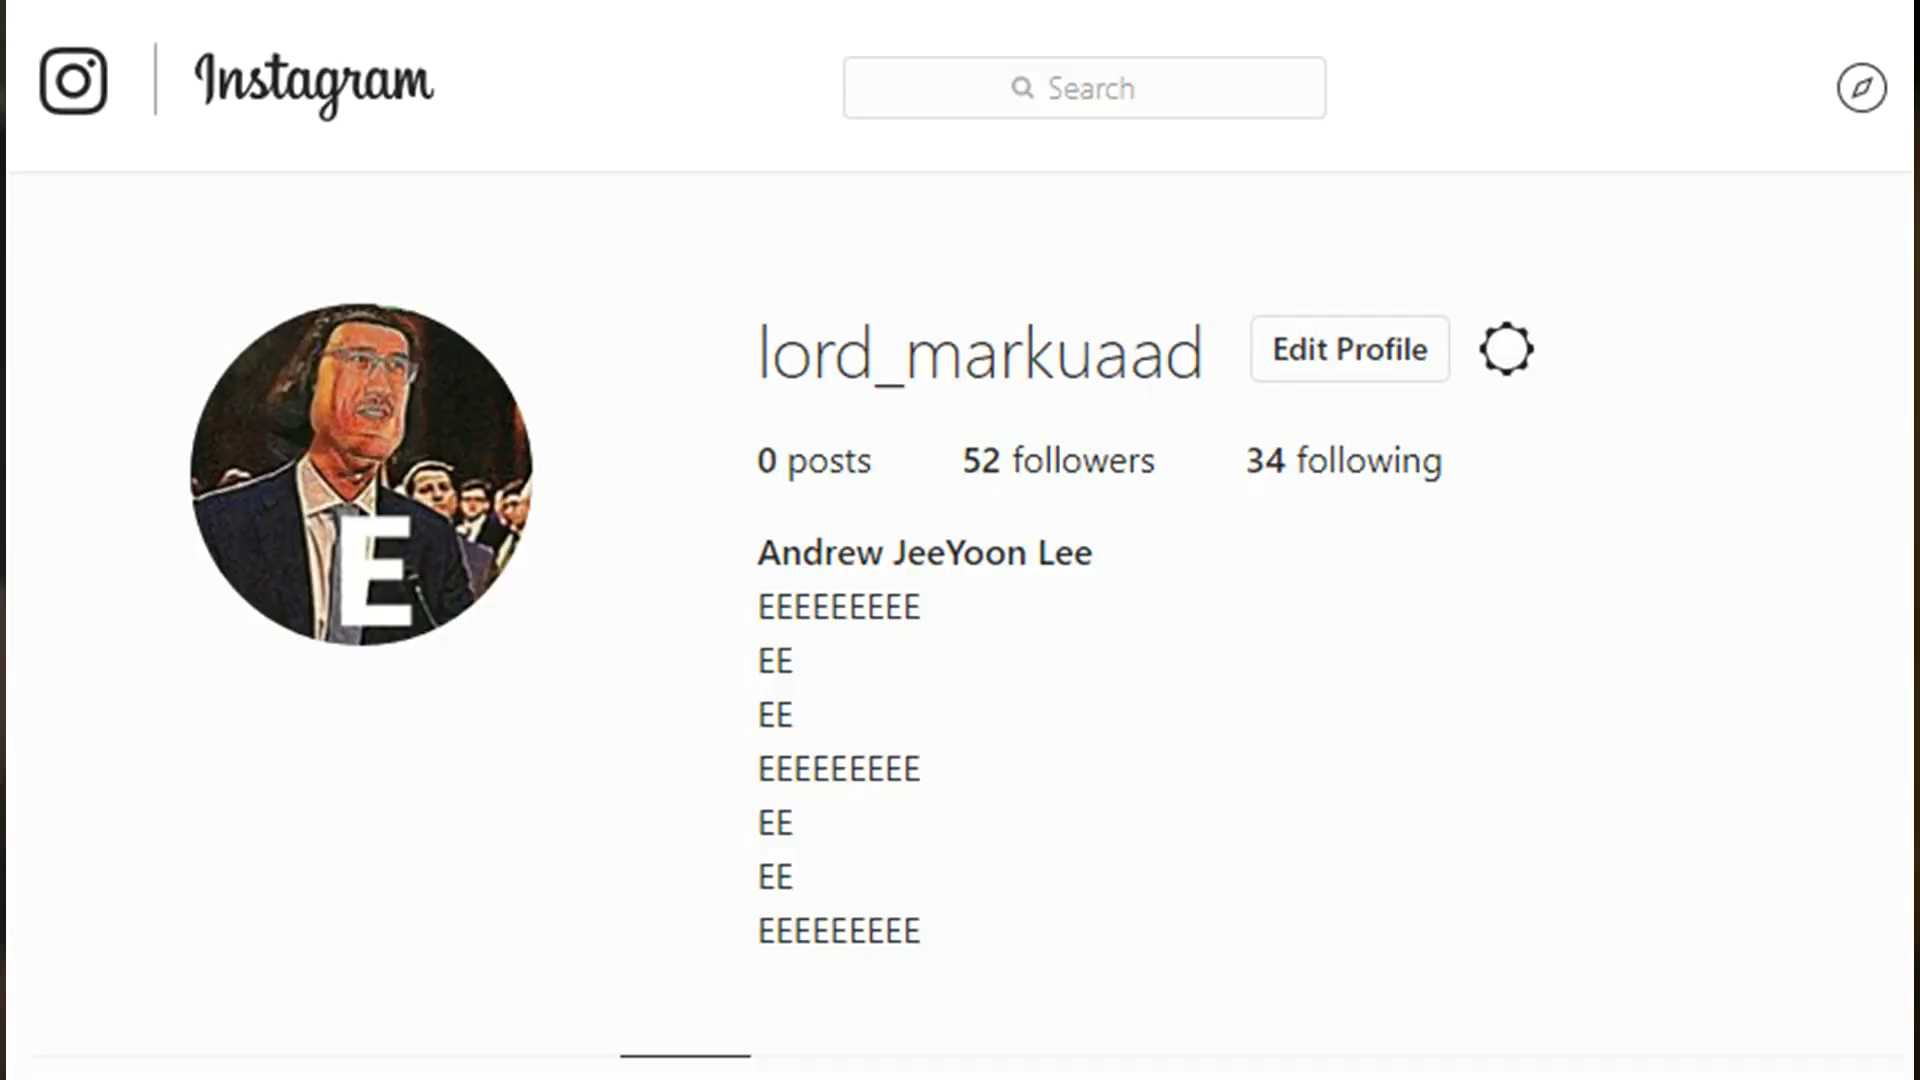 Instagram
Search
lord_markuaad
Edit Profile
0 posts
52 followers
34 following
Andrew JeeYoon Lee
EEEEEEEEE
EE
EE
EEEEEEEEE
EE
EE
EEEEEEEEE
E